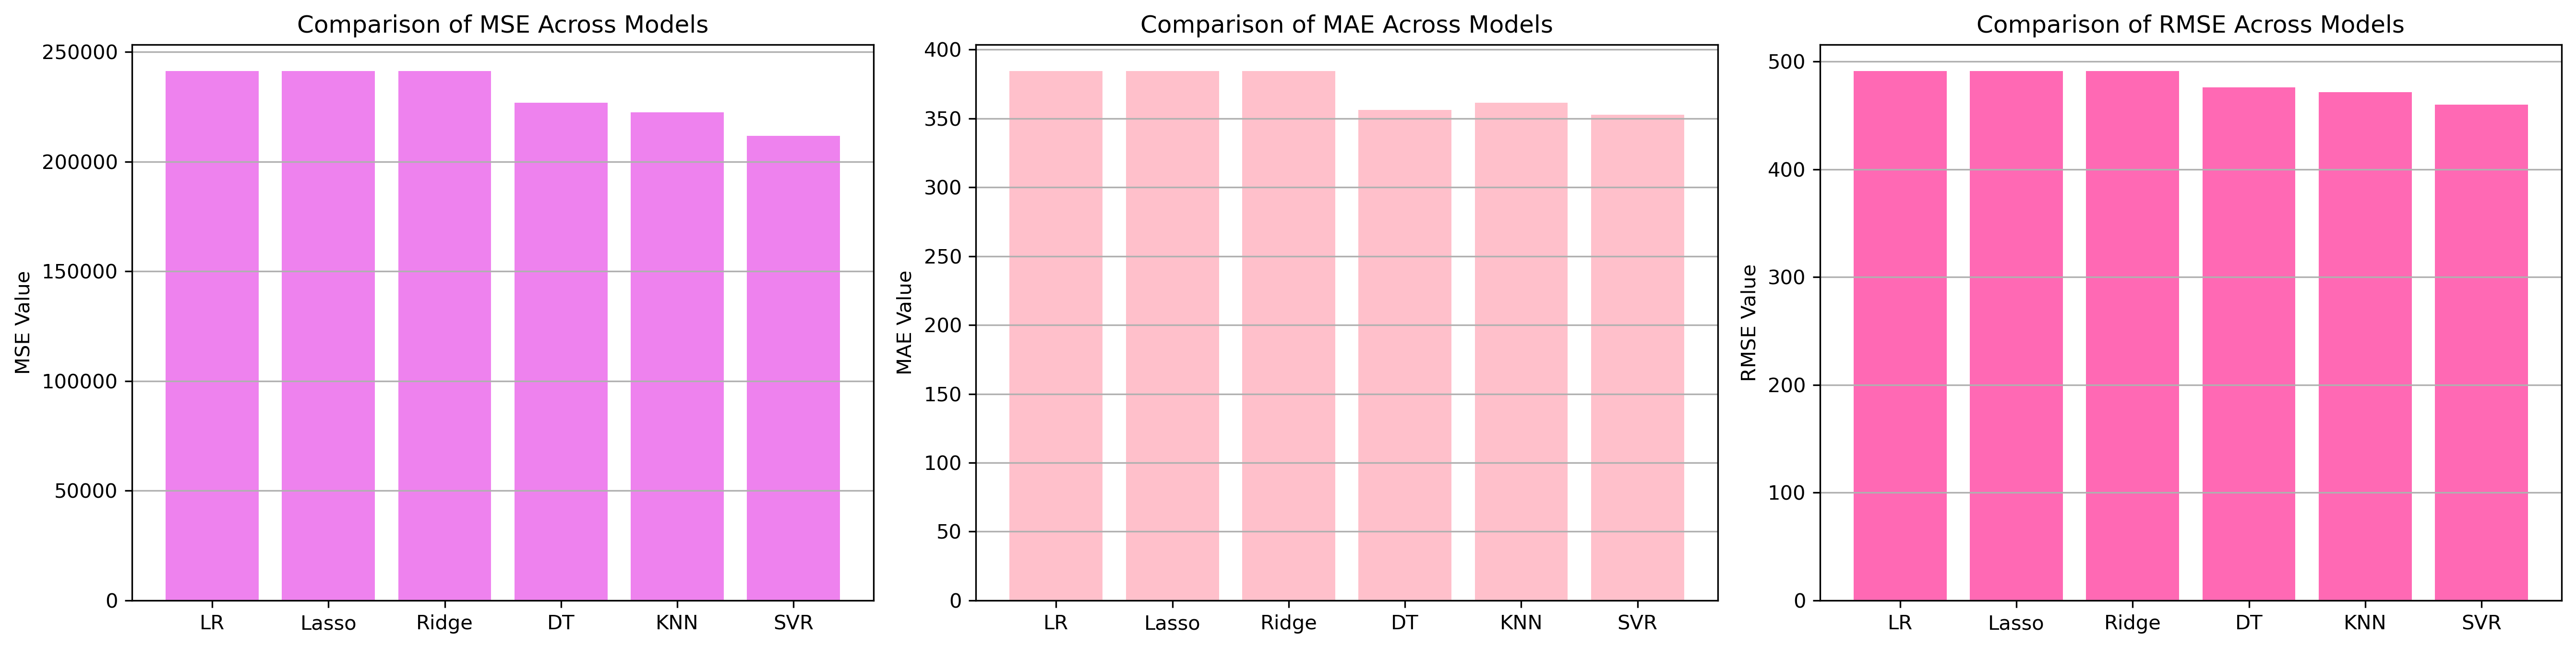 Comparison of MSE Across Models
MSE Value
250000
200000
150000
100000
50000
0
LR Lasso Ridge DT KNN SVR
Comparison of MAE Across Models
MAE Value
400
350
300
250
200
150
100
50
0
LR Lasso Ridge DT KNN SVR
Comparison of RMSE Across Models
RMSE Value
500
400
300
200
100
0
LR Lasso Ridge DT KNN SVR